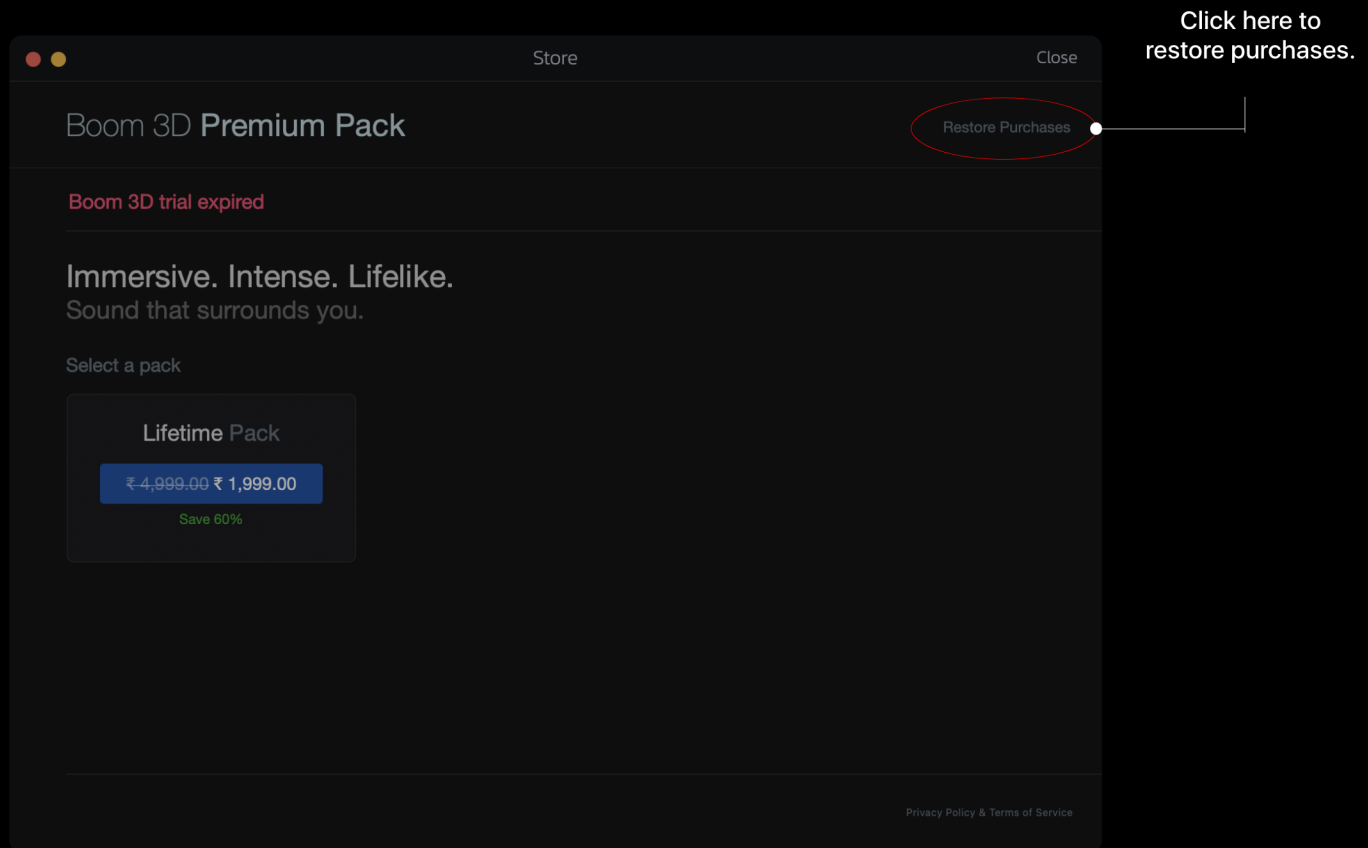 Click here to
restore purchases.
Store
Close
Boom 3D Premium Pack
Restore Purchases
Boom 3D trial expired
Immersive. Intense. Lifelike.
Sound that surrounds you.
Select a pack
Lifetime Pack
₹ 4,999.00 ₹ 1,999.00
Save 60%
Privacy Policy & Terms of Service